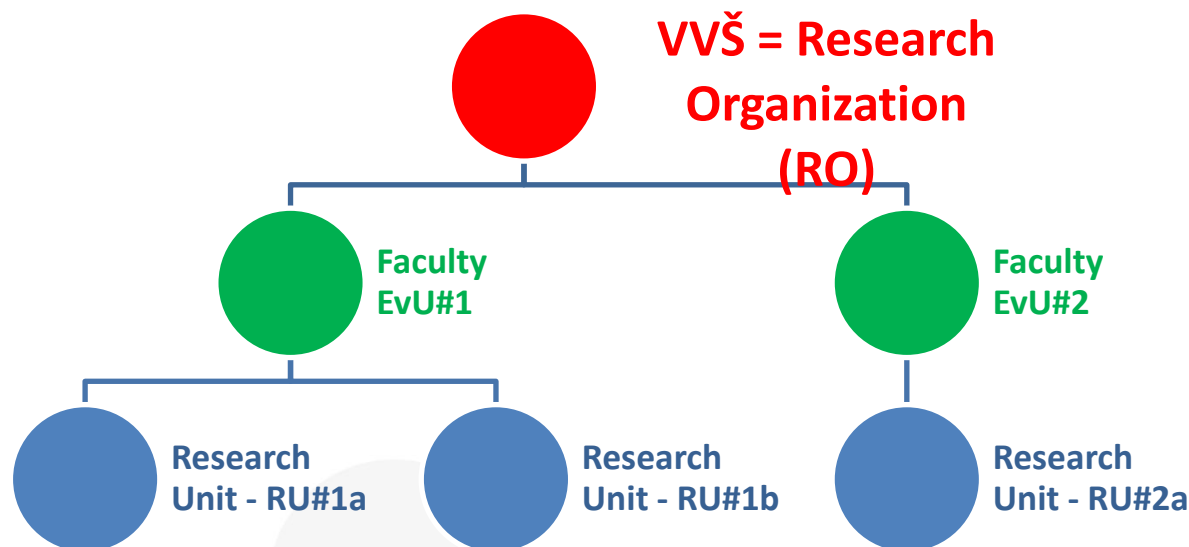 VVŠ = Research
Organization
(RO)
Faculty
EvU#1
Faculty
EvU#2
Research
Unit - RU#1a
Research
Unit - RU#1b
Research
Unit - RU#2a